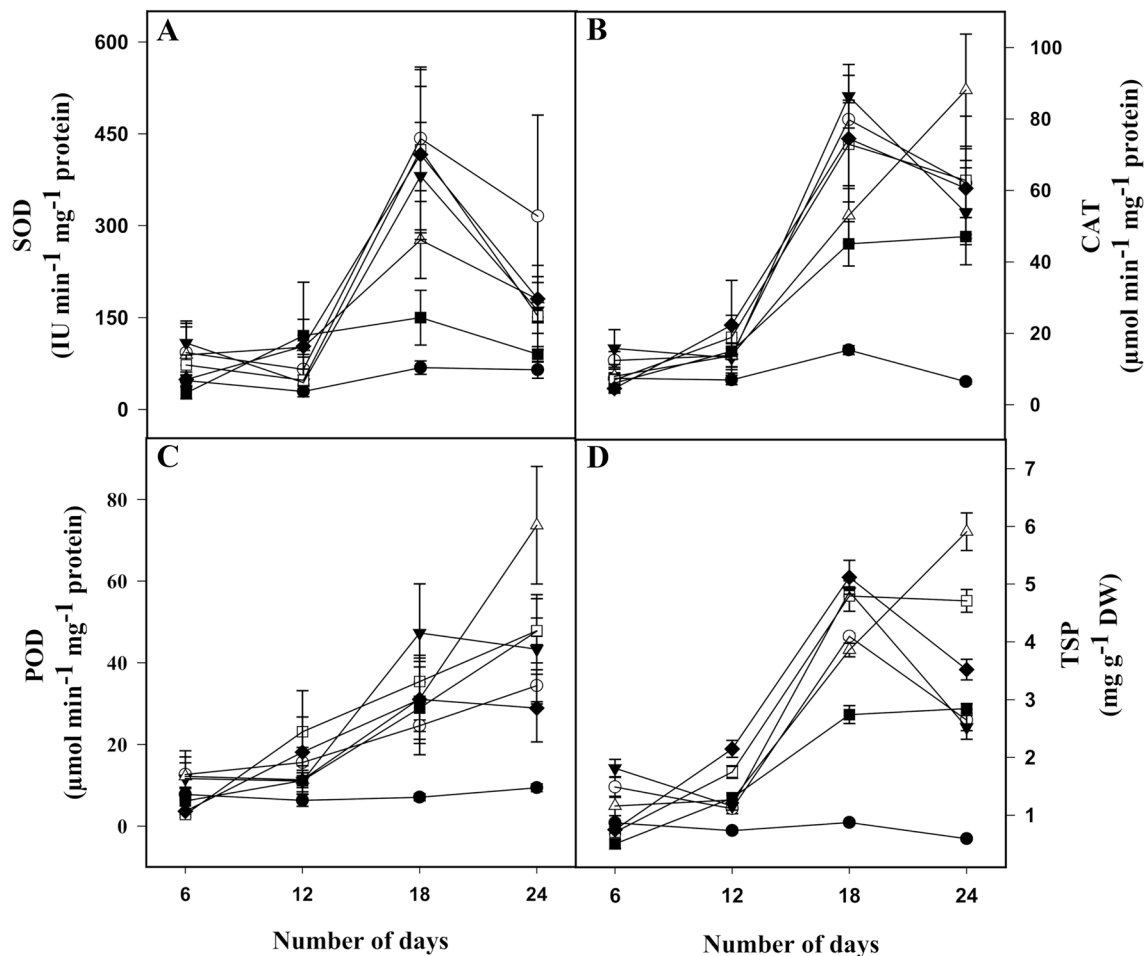 A
B
600
450
300
150
0
SOD
(IU min⁻¹ mg⁻¹ protein)
100
80
60
40
20
0
CAT
(µmol min⁻¹ mg⁻¹ protein)
C
D
80
60
40
20
0
POD
(µmol min⁻¹ mg⁻¹ protein)
7
6
5
4
3
2
1
TSP
(mg g⁻¹ DW)
6 12 18 24
6 12 18 24
Number of days
Number of days